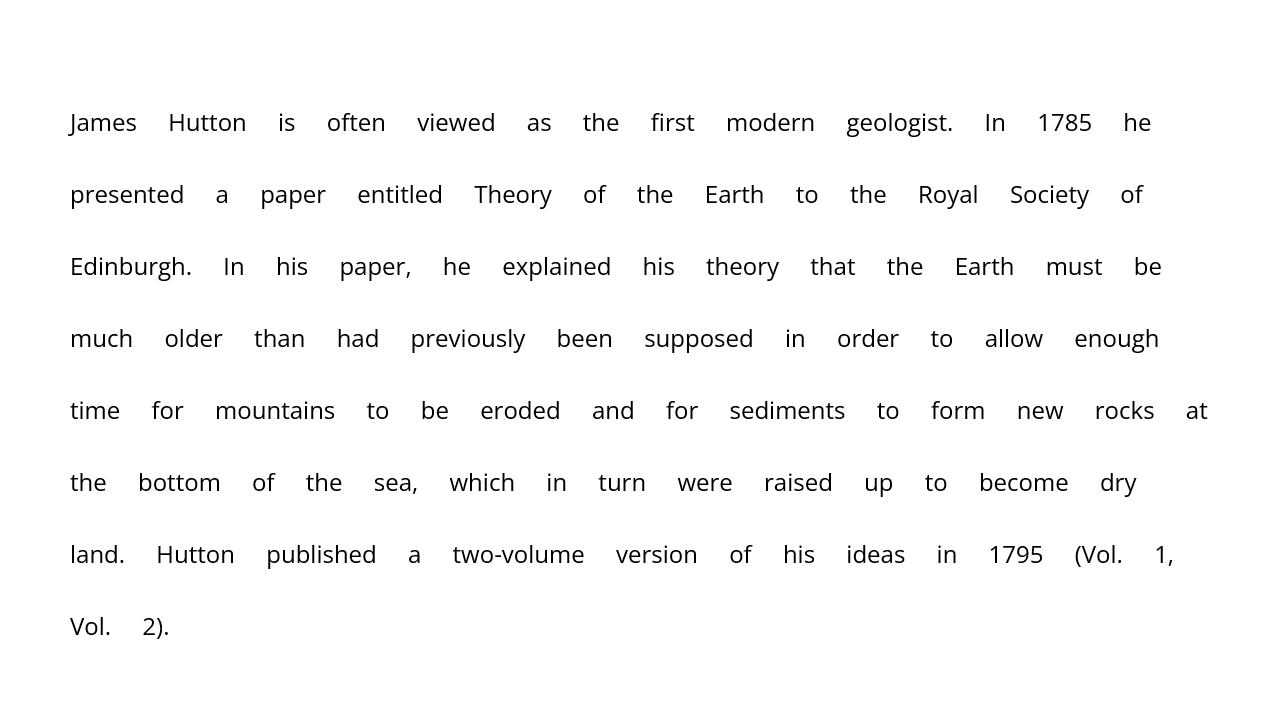 James Hutton is often viewed as the first modern geologist. In 1785 he
presented a paper entitled Theory of the Earth to the Royal Society of
Edinburgh. In his paper, he explained his theory that the Earth must be
much older than had previously been supposed in order to allow enough
time for mountains to be eroded and for sediments to form new rocks at
the bottom of the sea, which in turn were raised up to become dry
land. Hutton published a two-volume version of his ideas in 1795 (Vol. 1,
Vol. 2).